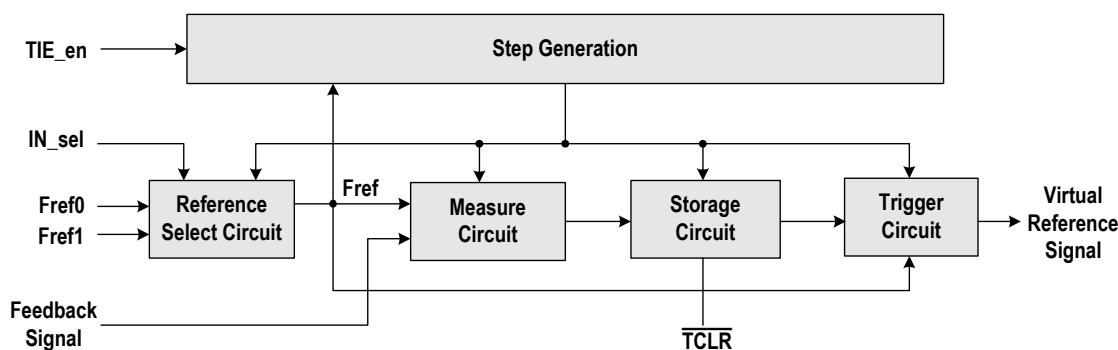 Step Generation
TIE_en
IN_sel
Fref0
Fref1
Reference
Select Circuit
Fref
Measure
Circuit
Storage
Circuit
Trigger
Circuit
Virtual
Reference
Signal
Feedback
Signal
TCLR